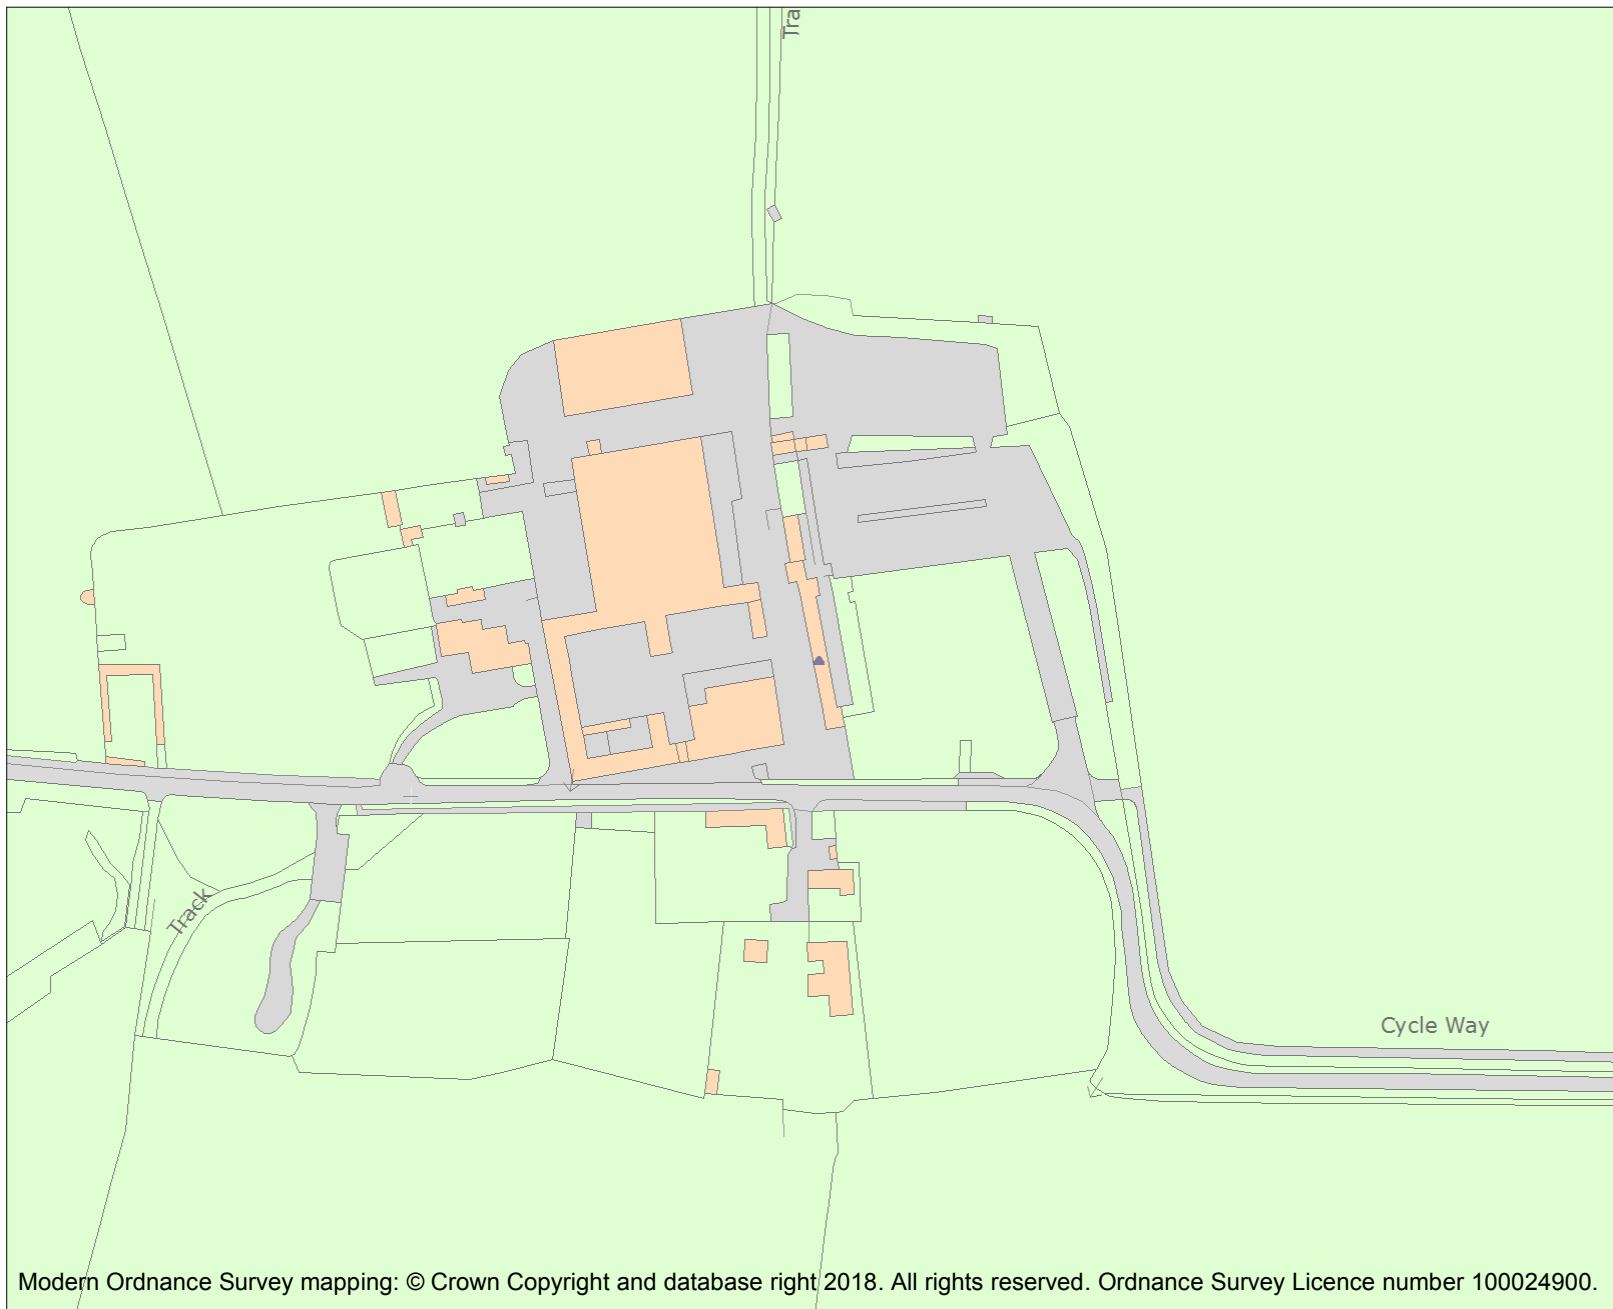 Tra
Track
Cycle Way
Modern Ordnance Survey mapping: © Crown Copyright and database right 2018. All rights reserved. Ordnance Survey Licence number 100024900.